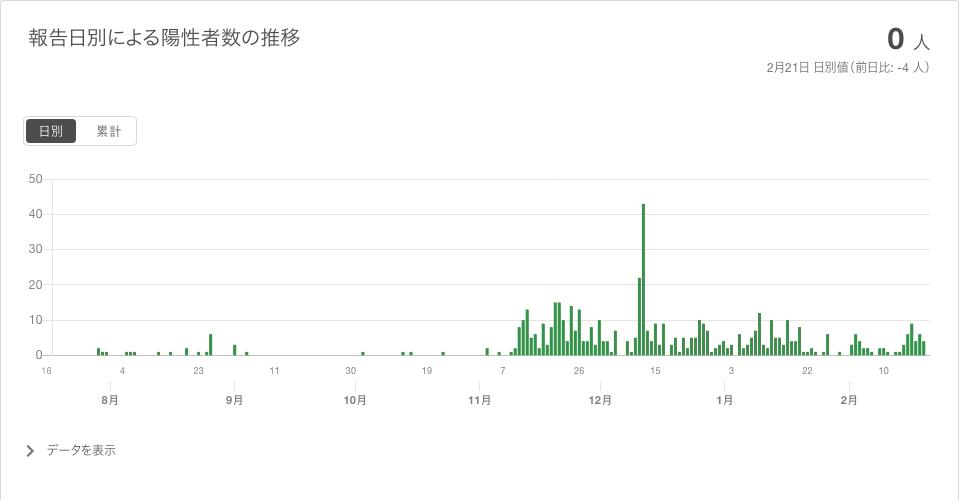 報告日別による陽性者数の推移
0 人
2月21日 日別値（前日比: -4 人）
日別 累計
50
40
30
20
10
0
16 4 23 11 30 19 7 26 15 3 22 10
8月 9月 10月 11月 12月 1月 2月
データを表示